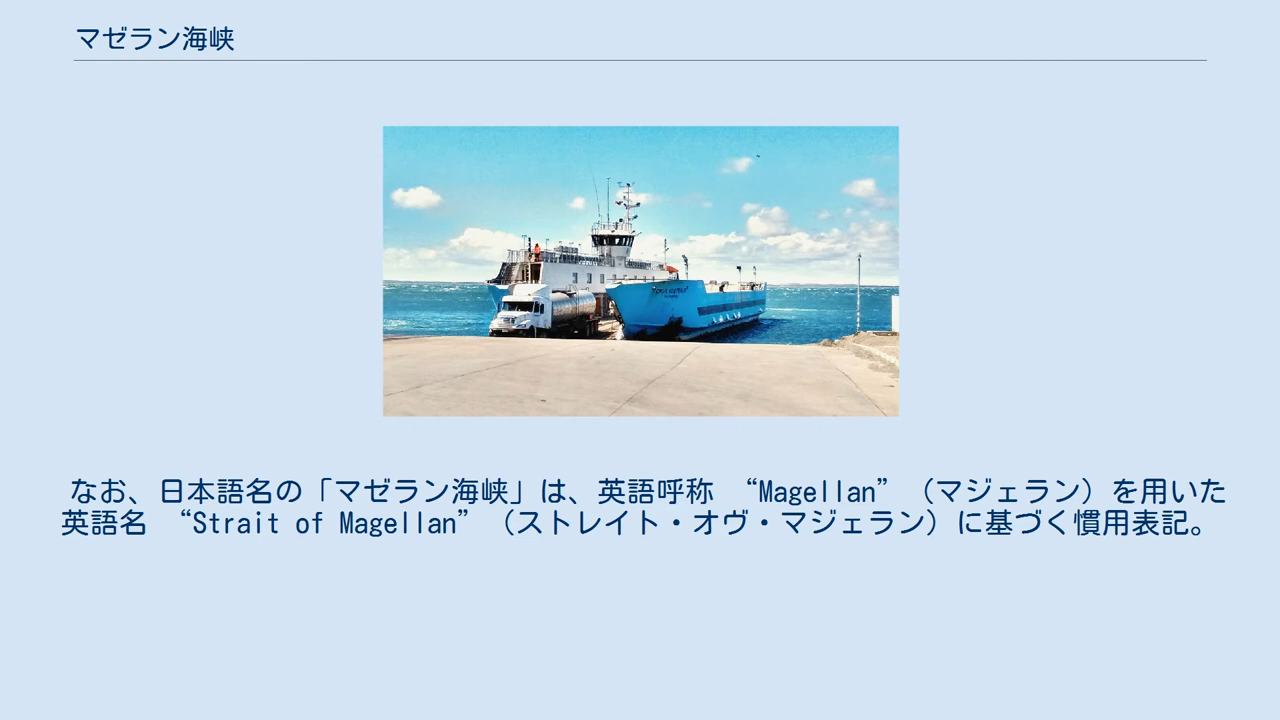 マゼラン海峡
なお、日本語名の「マゼラン海峡」は、英語呼称 “Magellan” （マジェラン）を用いた
英語名 “Strait of Magellan” （ストレイト・オヴ・マジェラン）に基づく慣用表記。